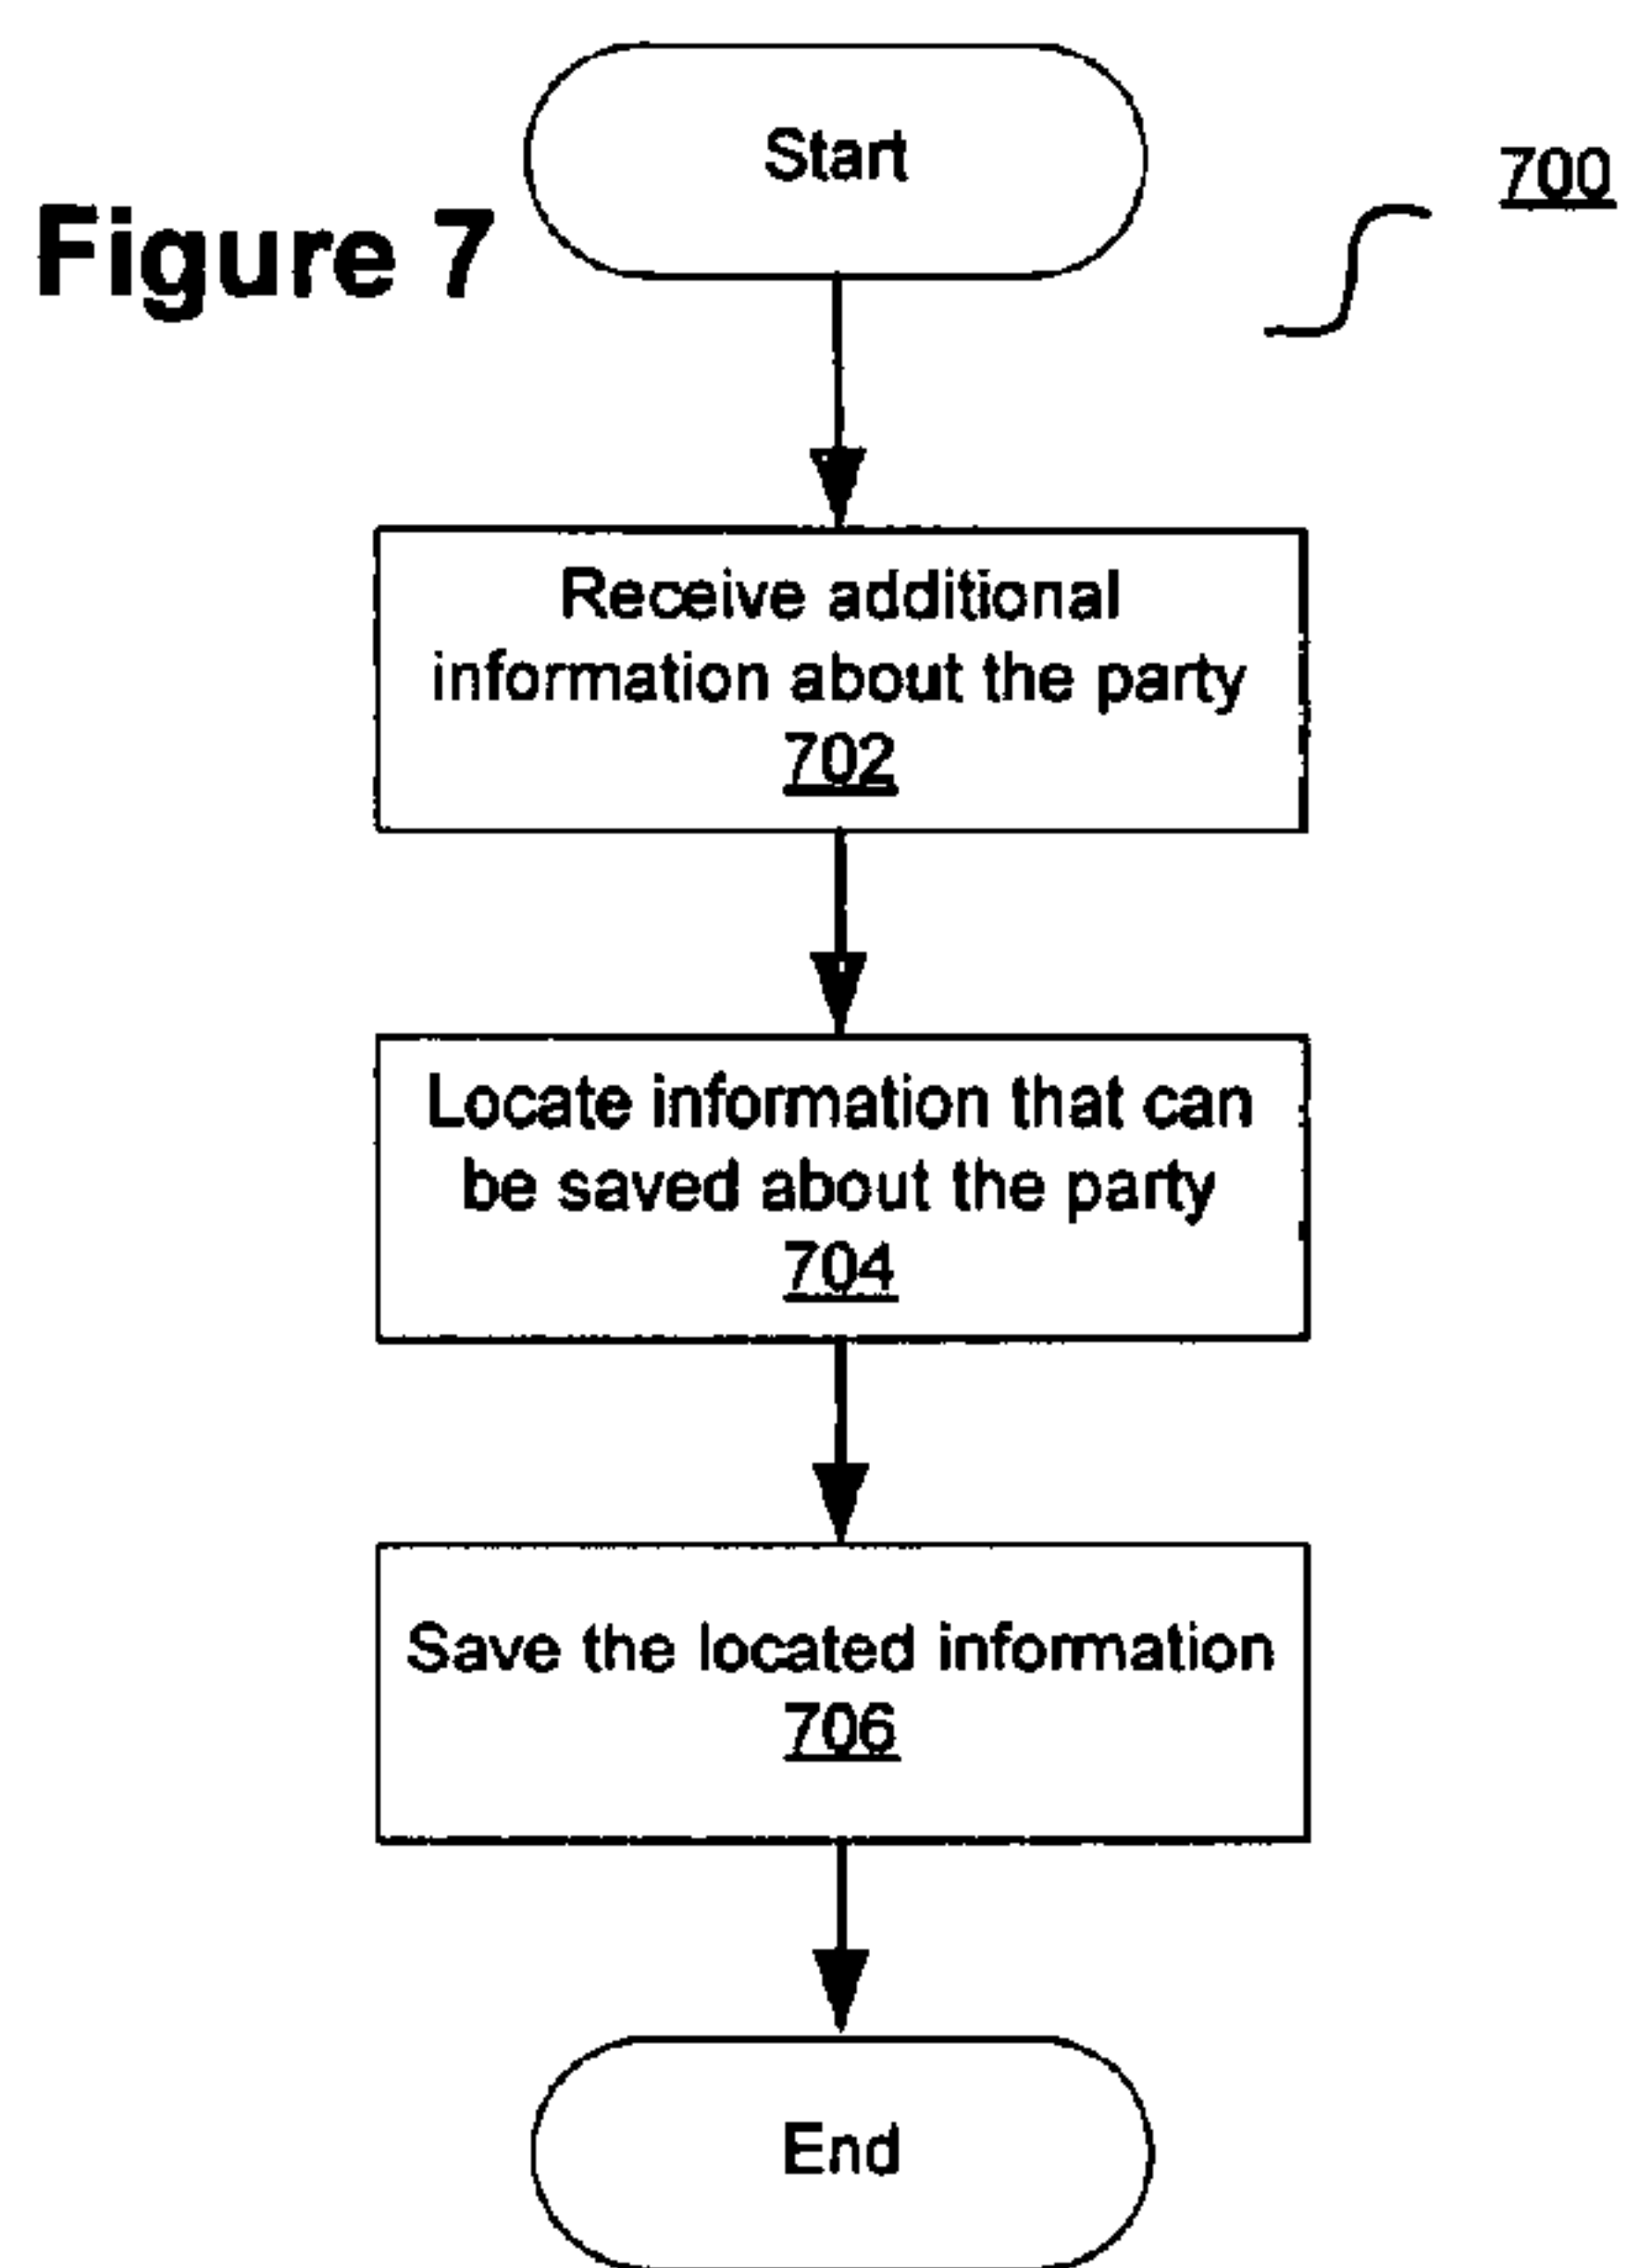 Start
700
Figure 7
Receive additional
information about the party
702
Locate information that can
be saved about the party
704
Save the located information
706
End